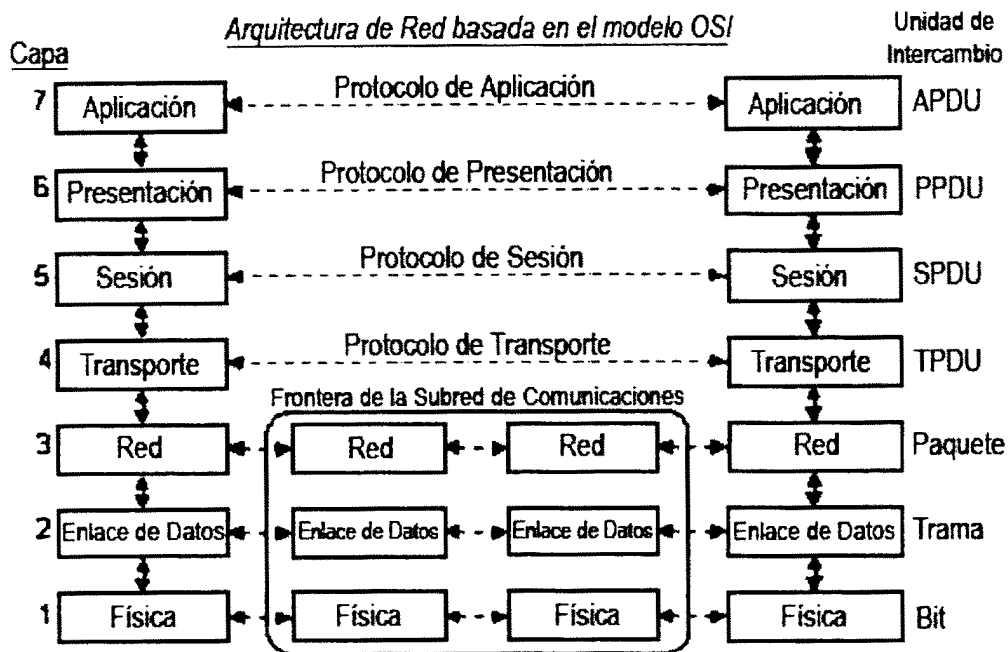 Arquitectura de Red basada en el modelo OSI
Unidad de
Intercambio
Capa
7 Aplicación Protocolo de Aplicación Aplicación APDU
6 Presentación Protocolo de Presentación Presentación PPDU
5 Sesión Protocolo de Sesión Sesión SPDU
4 Transporte Protocolo de Transporte Transporte TPDU
Frontera de la Subred de Comunicaciones
3 Red Red Red Red Paquete
2 Enlace de Datos Enlace de Datos Enlace de Datos Enlace de Datos Trama
1 Física Física Física Física Bit